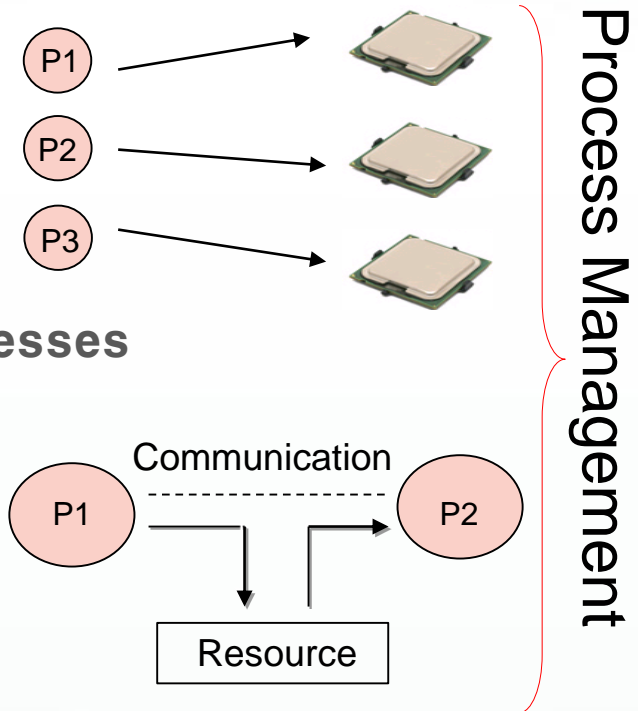 P1
P2
P3
esses
Communication
P1
P2
Resource
Process Management